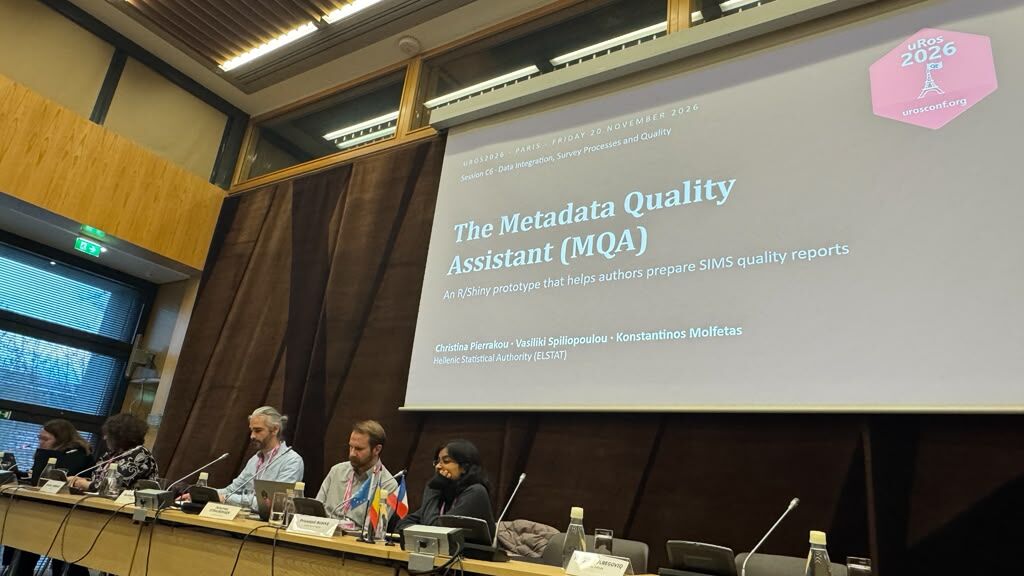 uRos
2026
urosconf.org
UROS2026 - PARIS - FRIDAY 20 NOVEMBER 2026
Session C6 - Data Integration, Survey Processes and Quality
The Metadata Quality
Assistant (MQA)
An R/Shiny prototype that helps authors prepare SIMS quality reports
Christina Pierrakou · Vasiliki Spiliopoulou · Konstantinos Molfetas
Hellenic Statistical Authority (ELSTAT)